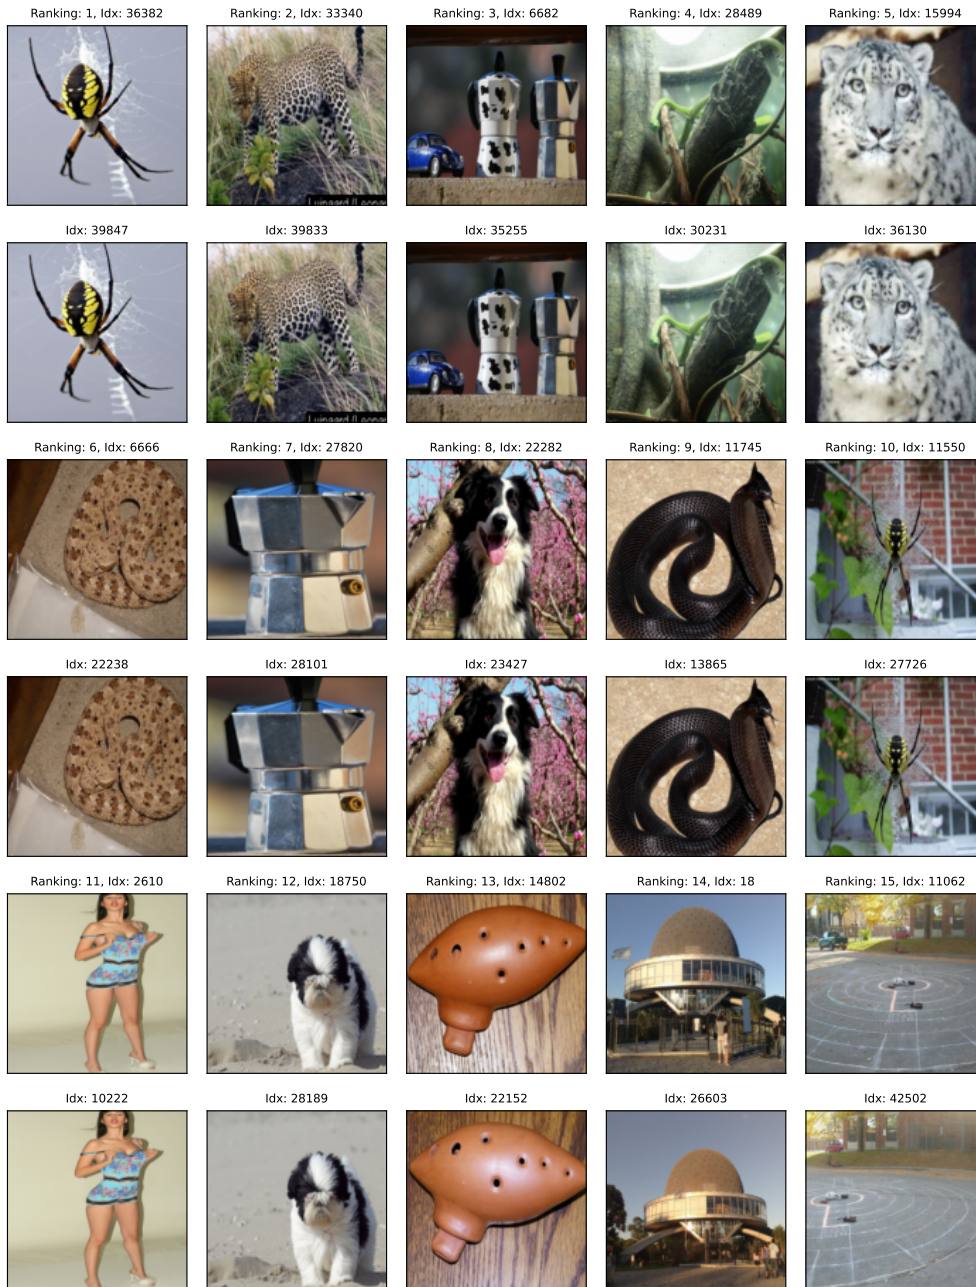 Ranking: 1, Idx: 36382
Ranking: 2, Idx: 33340
Ranking: 3, Idx: 6682
Ranking: 4, Idx: 28489
Ranking: 5, Idx: 15994
Idx: 39847
Idx: 39833
Idx: 35255
Idx: 30231
Idx: 36130
Ranking: 6, Idx: 6666
Ranking: 7, Idx: 27820
Ranking: 8, Idx: 22282
Ranking: 9, Idx: 11745
Ranking: 10, Idx: 11550
Idx: 22238
Idx: 28101
Idx: 23427
Idx: 13865
Idx: 27726
Ranking: 11, Idx: 2610
Ranking: 12, Idx: 18750
Ranking: 13, Idx: 14802
Ranking: 14, Idx: 18
Ranking: 15, Idx: 11062
Idx: 10222
Idx: 28189
Idx: 22152
Idx: 26603
Idx: 42502